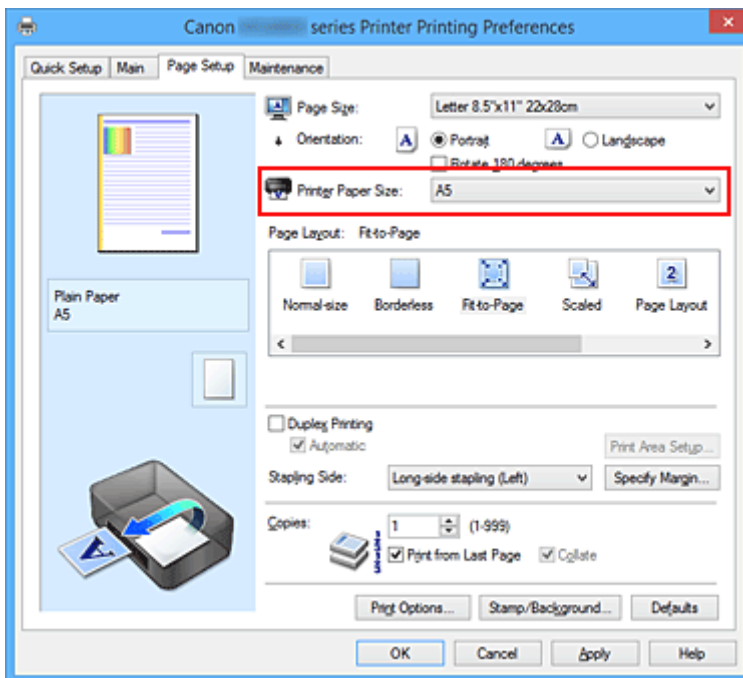 Canon series Printer Printing Preferences
Quick Setup Main Page Setup Maintenance
Page Size: Letter 8.5"x11" 22x28cm
Orientation: A Portrait A Landscape
Rotate 180 degrees
Printer Paper Size: A5
Page Layout: Fit-to-Page
2
Normal-size Borderless Fit-to-Page Scaled Page Layout
Plain Paper
A5
Duplex Printing
Automatic Print Area Setup...
Stapling Side: Long-side stapling (Left) Specify Margin...
Copies: 1 (1-999)
Print from Last Page Collate
Print Options... Stamp/Background... Defaults
OK Cancel Apply Help